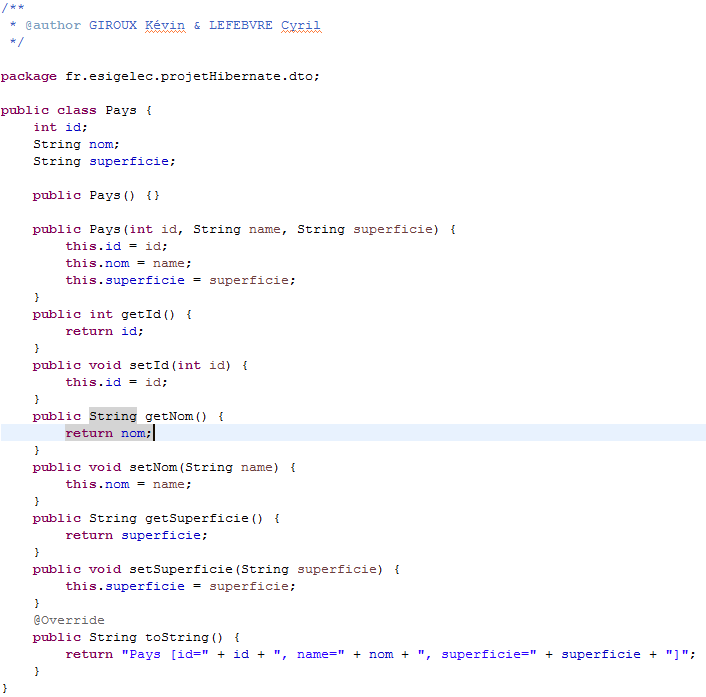 /**
 * @author GIROUX Kévin & LEFEBVRE Cyril
 */
package fr.esigelec.projetHibernate.dto;
public class Pays {
    int id;
    String nom;
    String superficie;
    public Pays() {}
    public Pays(int id, String name, String superficie) {
        this.id = id;
        this.nom = name;
        this.superficie = superficie;
    }
    public int getId() {
        return id;
    }
    public void setId(int id) {
        this.id = id;
    }
    public String getNom() {
        return nom;
    }
    public void setNom(String name) {
        this.nom = name;
    }
    public String getSuperficie() {
        return superficie;
    }
    public void setSuperficie(String superficie) {
        this.superficie = superficie;
    }
    @Override
    public String toString() {
        return "Pays [id=" + id + ", name=" + nom + ", superficie=" + superficie + "]";
    }
}